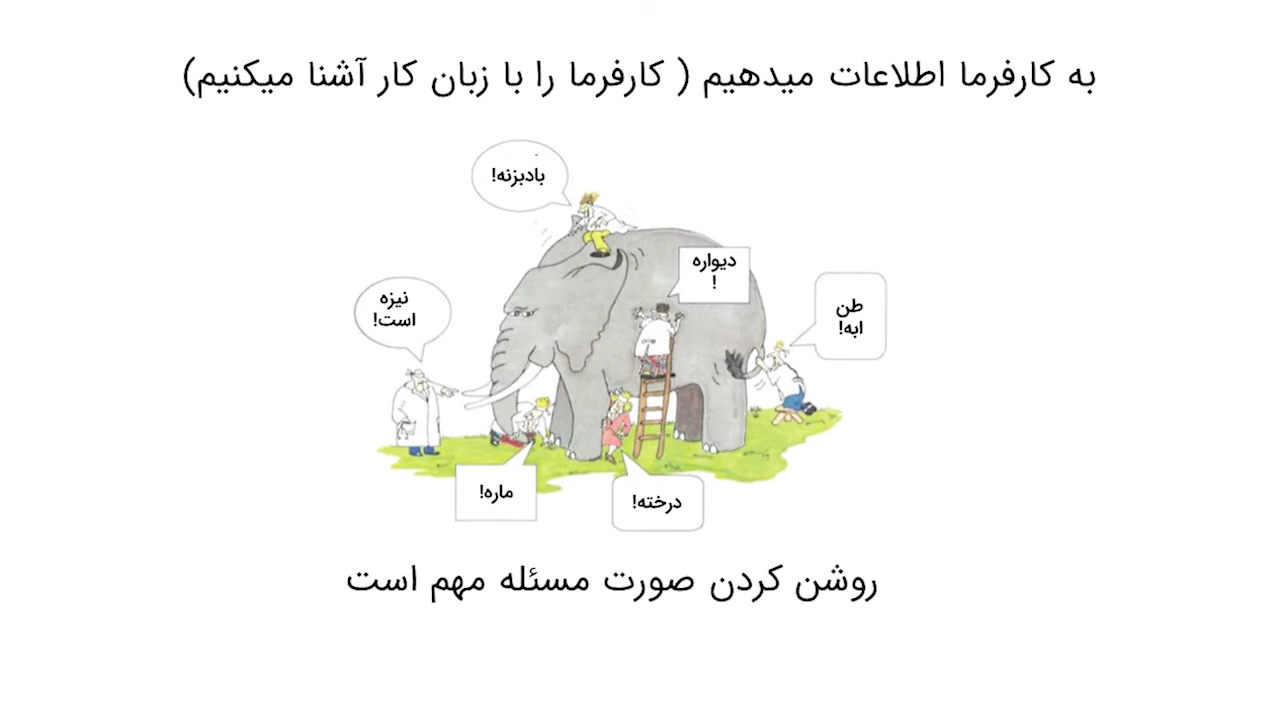 به کارفرما اطلاعات میدهیم ( کارفرما را با زبان کار آشنا میکنیم)
بادبزنه!
دیواره
!
طن
ابه!
نیزه
است!
ماره!
درخته!
روشن کردن صورت مسئله مهم است